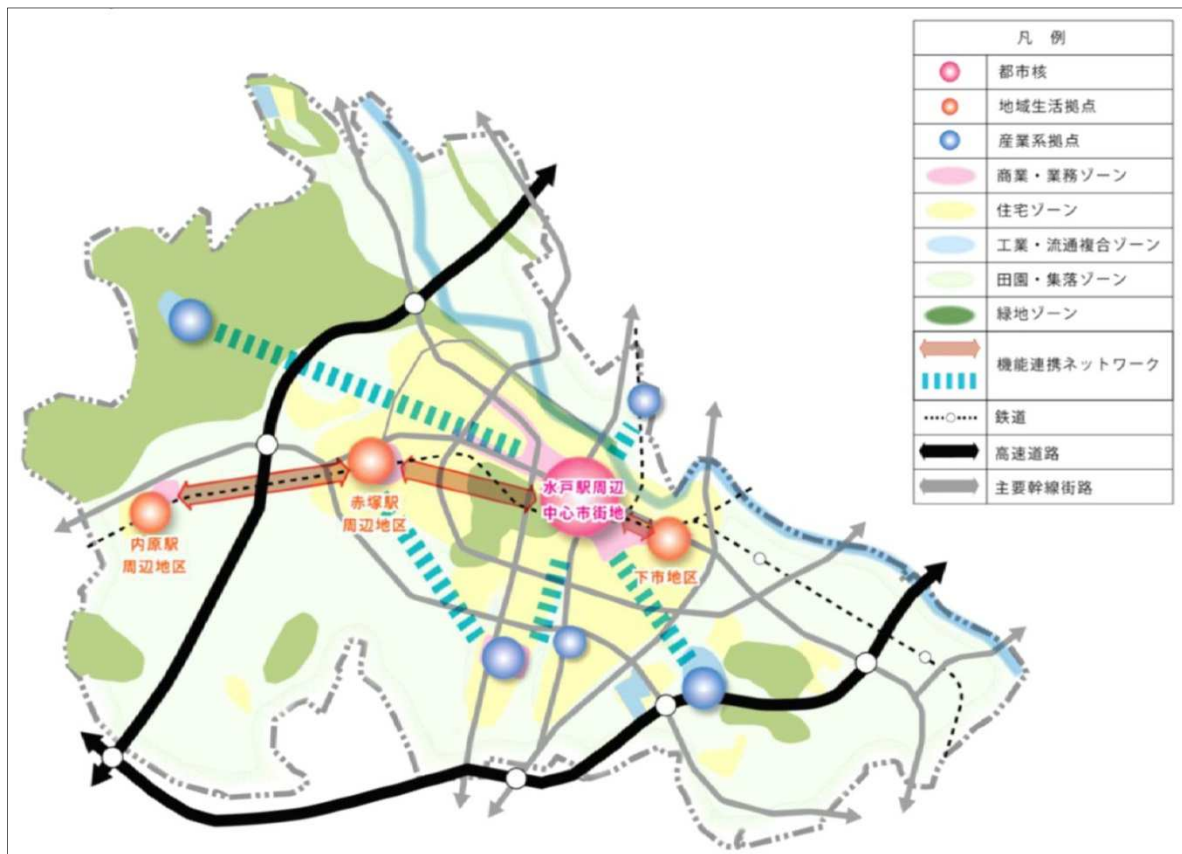 凡 例
都市核
地域生活拠点
産業系拠点
商業・業務ゾーン
住宅ゾーン
工業・流通複合ゾーン
田園・集落ゾーン
緑地ゾーン
機能連携ネットワーク
鉄道
高速道路
主要幹線街路
水戸駅周辺
中心市街地
赤塚駅
周辺地区
内原駅
周辺地区
下市地区